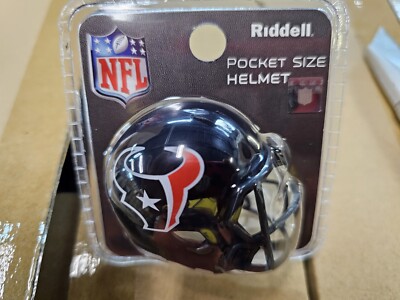 Riddell
NFL
POCKET SIZE
HELMET